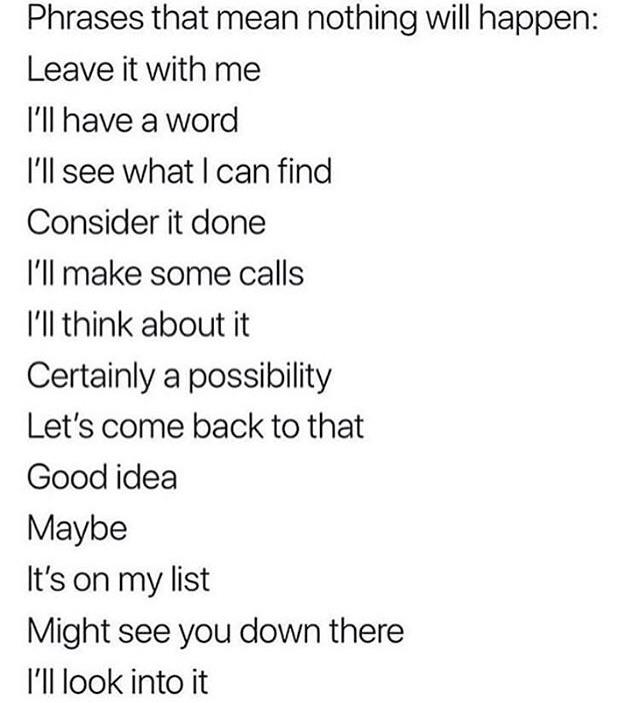 Phrases that mean nothing will happen:
Leave it with me
I'll have a word
I'll see what I can find
Consider it done
I'll make some calls
I'll think about it
Certainly a possibility
Let's come back to that
Good idea
Maybe
It's on my list
Might see you down there
I'll look into it